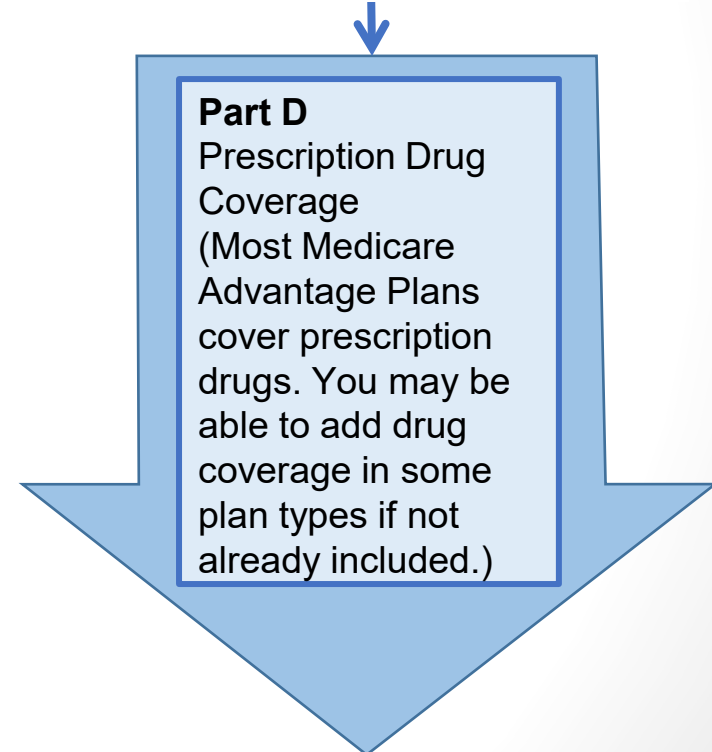 Part D
Prescription Drug
Coverage
(Most Medicare
Advantage Plans
cover prescription
drugs. You may be
able to add drug
coverage in some
plan types if not
already included.)